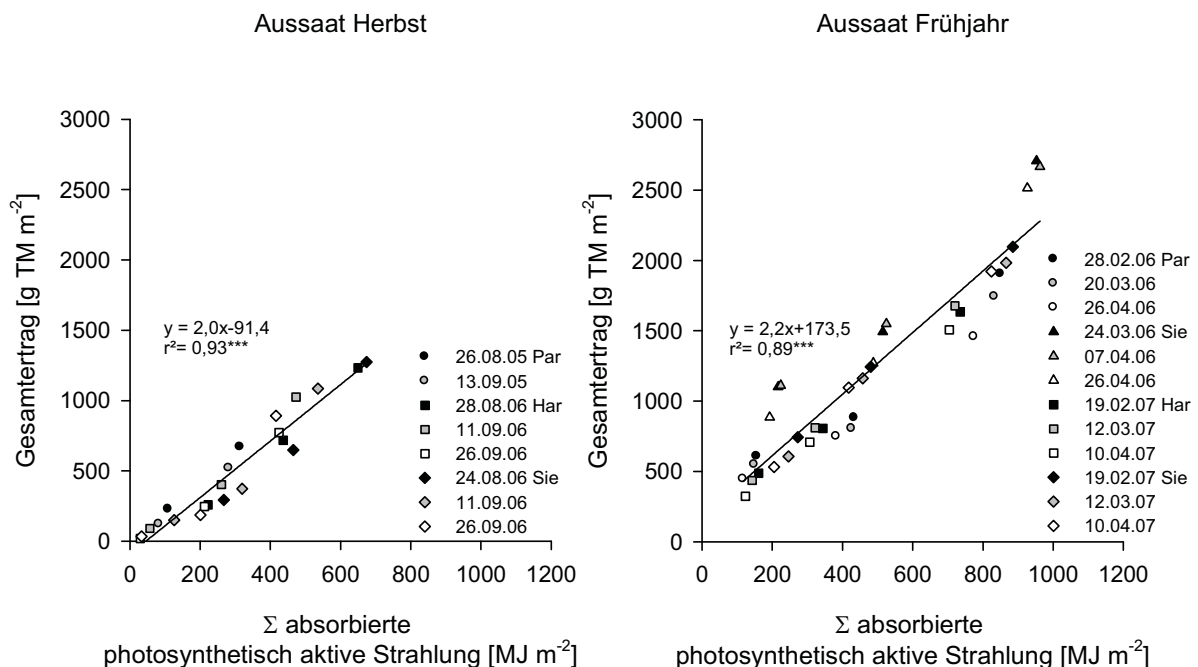 Aussaat Herbst
Gesamtertrag [g TM m-2]
3000
2500
2000
1500
1000
500
0
y = 2,0x-91,4
r²= 0,93***
26.08.05 Par
13.09.05
28.08.06 Har
11.09.06
26.09.06
24.08.06 Sie
11.09.06
26.09.06
0 200 400 600 800 1000 1200
Σ absorbierte
photosynthetisch aktive Strahlung [MJ m-2]
Aussaat Frühjahr
Gesamtertrag [g TM m-2]
3000
2500
2000
1500
1000
500
0
y = 2,2x+173,5
r²= 0,89***
28.02.06 Par
20.03.06
26.04.06
24.03.06 Sie
07.04.06
26.04.06
19.02.07 Har
12.03.07
10.04.07
19.02.07 Sie
12.03.07
10.04.07
0 200 400 600 800 1000 1200
Σ absorbierte
photosynthetisch aktive Strahlung [MJ m-2]